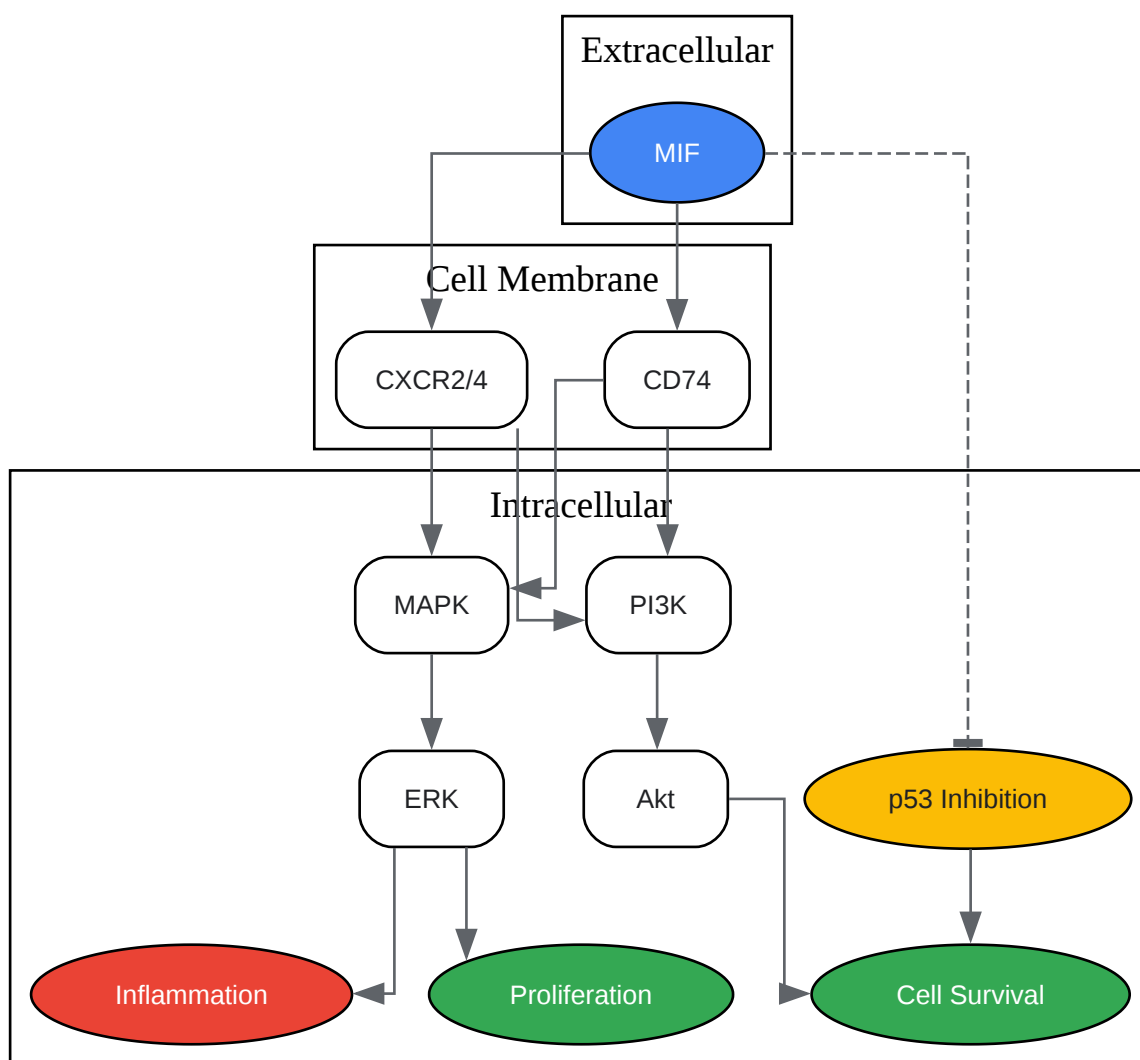 Extracellular
MIF
Cell Membrane
CXCR2/4
CD74
Intracellular
MAPK
PI3K
ERK
Akt
p53 Inhibition
Inflammation
Proliferation
Cell Survival